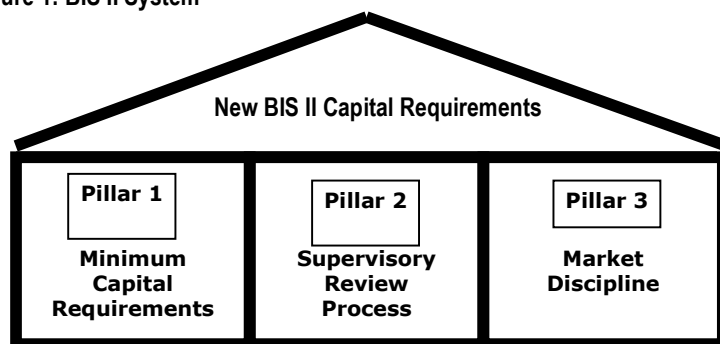 ure 1: BIS II System
New BIS II Capital Requirements
Pillar 1
Minimum
Capital
Requirements
Pillar 2
Supervisory
Review
Process
Pillar 3
Market
Discipline